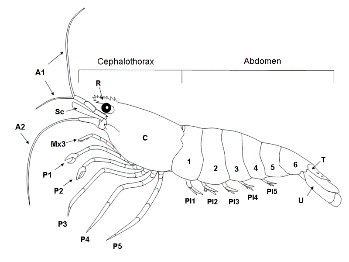 Cephalothorax
Abdomen
A1
R
Sc
A2
C
Mx3
P1
P2
P3
P4
P5
1
2
3
4
5
6
T
U
Pl1
Pl2
Pl3
Pl4
Pl5